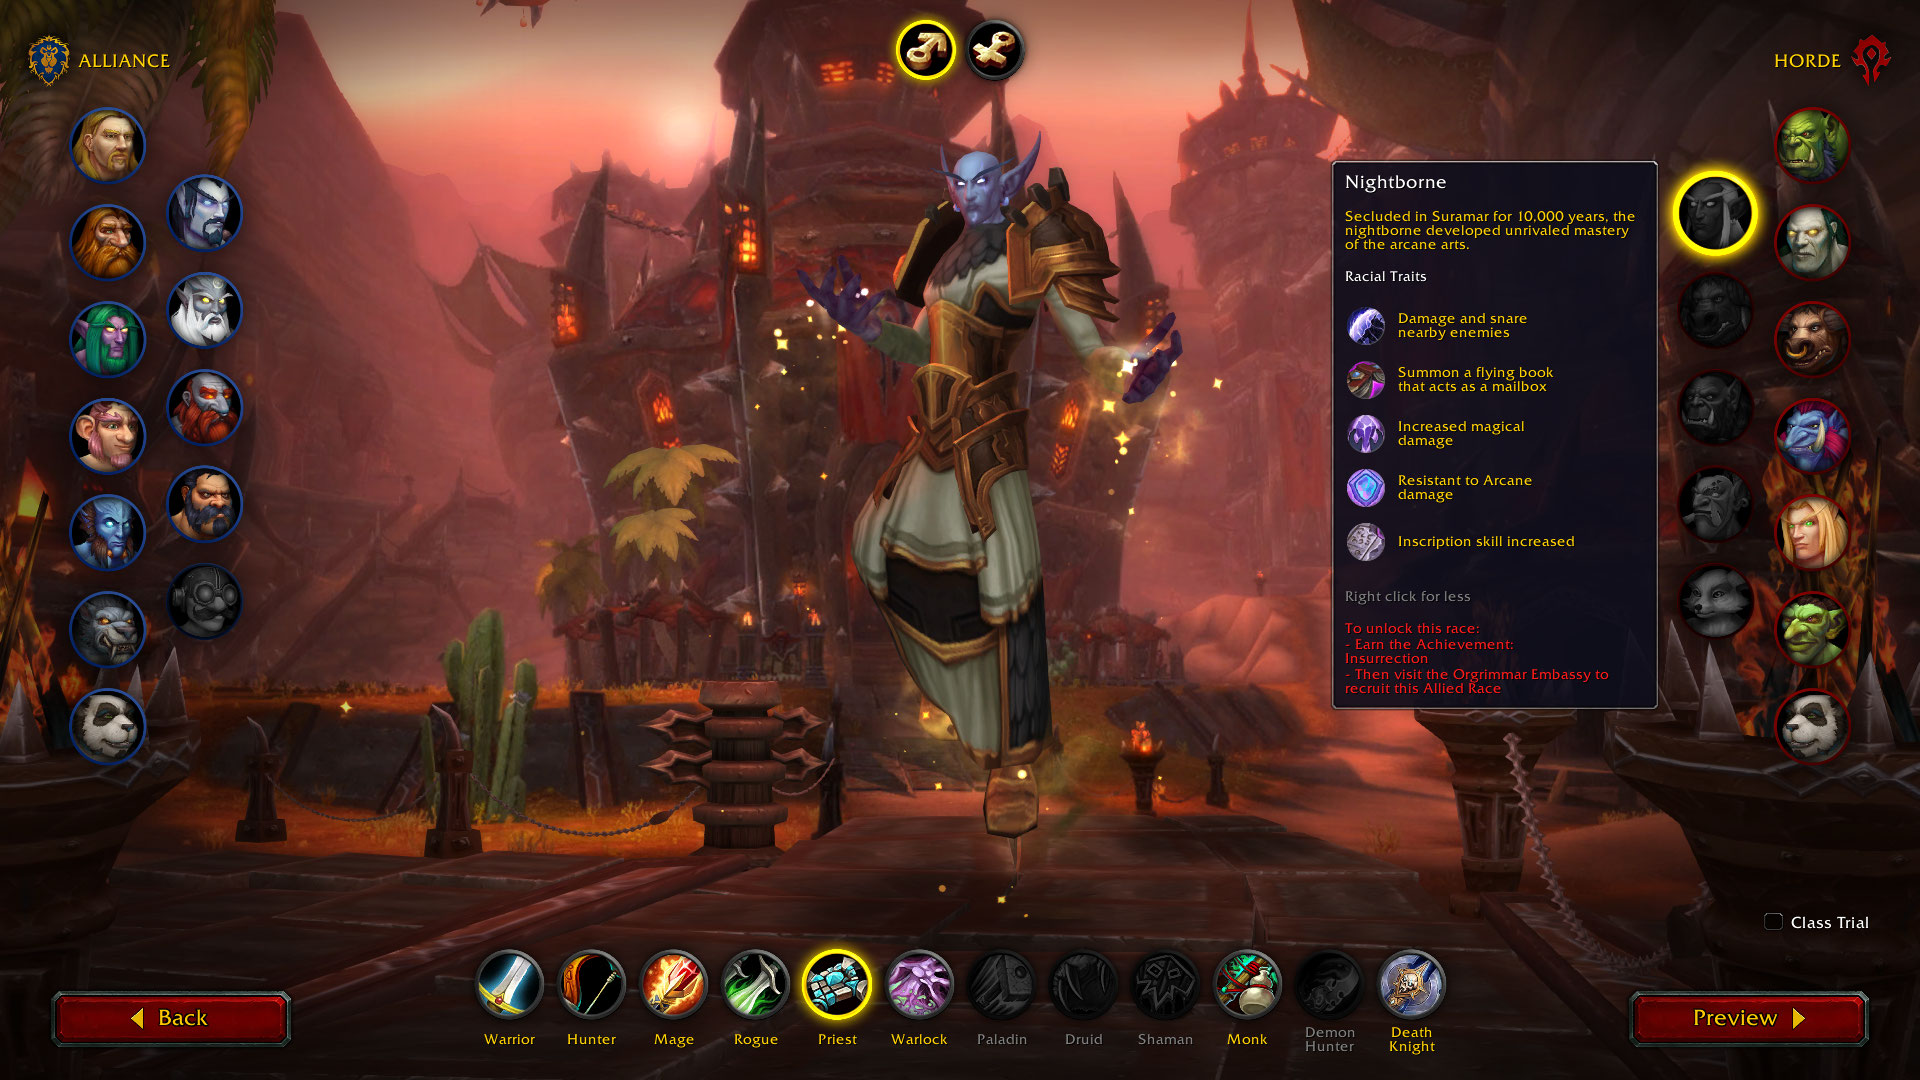 ALLIANCE
HORDE
Nightborne
Secluded in Suramar for 10,000 years, the
nightborne developed unrivaled mastery
of the arcane arts.
Racial Traits
Damage and snare
nearby enemies
Summon a flying book
that acts as a mailbox
Increased magical
damage
Resistant to Arcane
damage
Inscription skill increased
Right click for less
To unlock this race:
- Earn the Achievement:
Insurrection
- Then visit the Orgrimmar Embassy to
recruit this Allied Race
Class Trial
Back
Warrior
Hunter
Mage
Rogue
Priest
Warlock
Paladin
Druid
Shaman
Monk
Demon
Hunter
Death
Knight
Preview